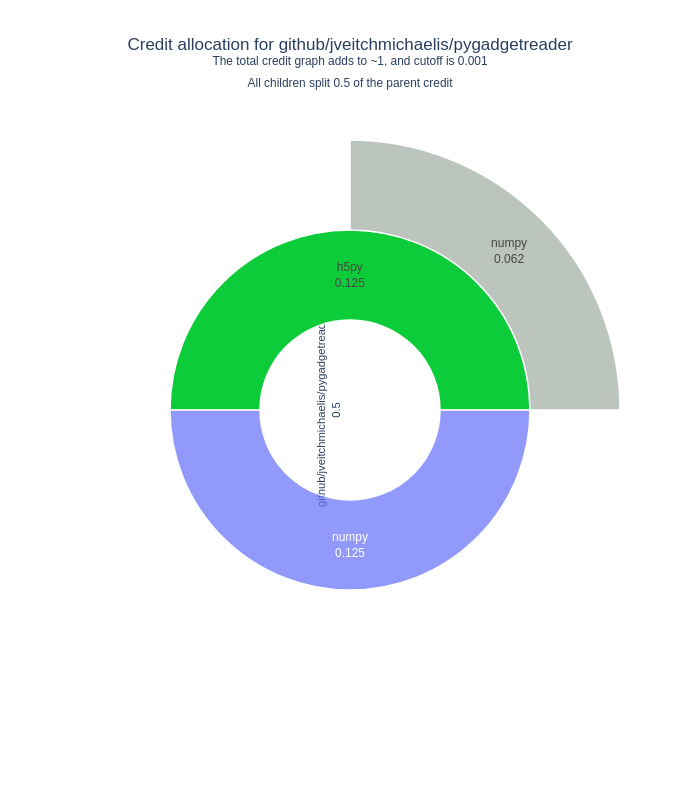 Credit allocation for github/jveitchmichaelis/pygadgetreader
The total credit graph adds to ~1, and cutoff is 0.001
All children split 0.5 of the parent credit
numpy
0.062
h5py
0.125
github/jveitchmichaelis/pygadgetread
0.5
numpy
0.125